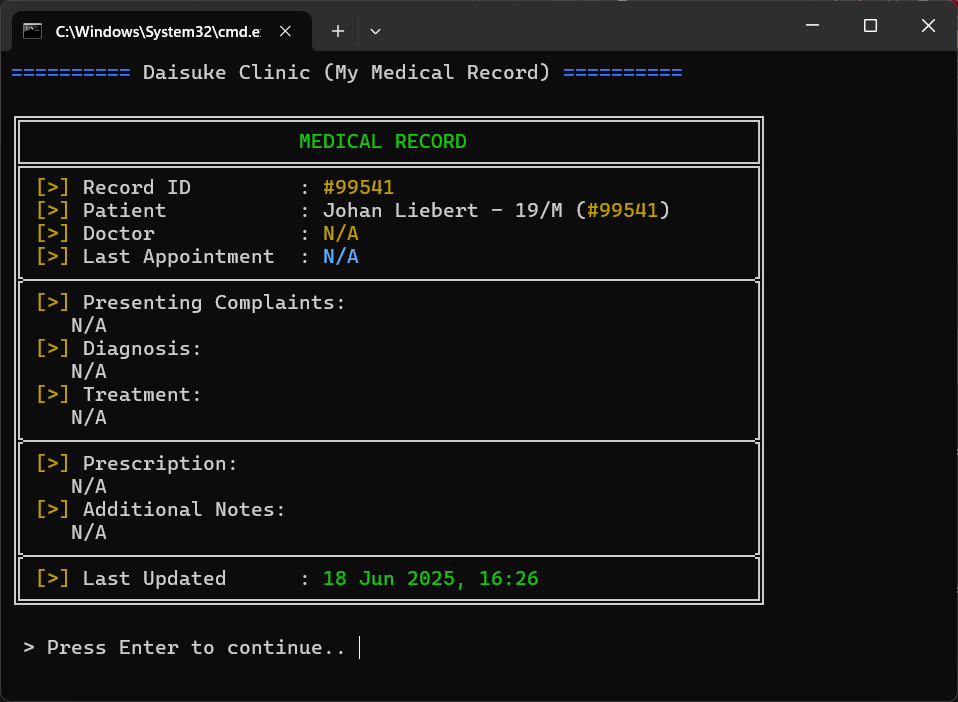 C:\Windows\System32\cmd.e
========== Daisuke Clinic (My Medical Record) ==========
MEDICAL RECORD
[>] Record ID : #99541
[>] Patient : Johan Liebert - 19/M (#99541)
[>] Doctor : N/A
[>] Last Appointment : N/A
[>] Presenting Complaints:
N/A
[>] Diagnosis:
N/A
[>] Treatment:
N/A
[>] Prescription:
N/A
[>] Additional Notes:
N/A
[>] Last Updated : 18 Jun 2025, 16:26
> Press Enter to continue..